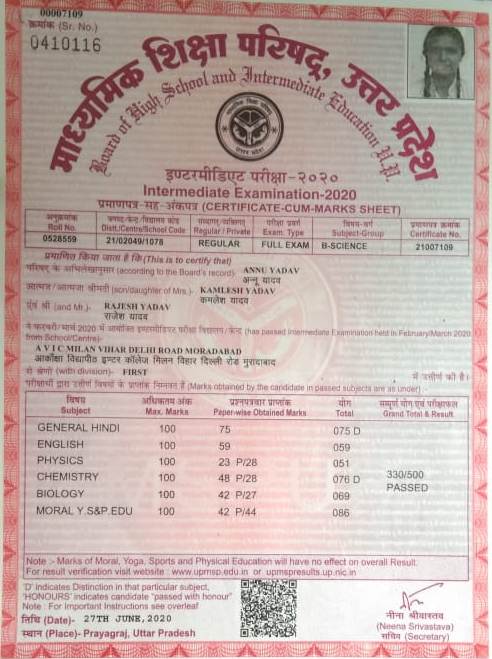 00007109
क्रमांक (Sr. No.)
0410116
माध्यमिक शिक्षा परिषद्, उत्तर प्रदेश
Board of High School and Intermediate Education U.P.
इण्टरमीडिएट परीक्षा-२०२०
Intermediate Examination-2020
प्रमाणपत्र-सह-अंकपत्र (CERTIFICATE-CUM-MARKS SHEET)
अनुक्रमांक जनपद/केन्द्र/विद्यालय कोड संस्थागत/व्यक्तिगत परीक्षा प्रवर्ग विषय-वर्ग प्रमाणपत्र क्रमांक
Roll No. Distt./Centre/School Code Regular / Private Exam. Type Subject-Group Certificate No.
0528559 21/02049/1078 REGULAR FULL EXAM B-SCIENCE 21007109
प्रमाणित किया जाता है कि (This is to certify that)
परिषद् के अभिलेखानुसार (according to the Board's record) ANNU YADAV
अन्नू यादव
आत्मज / आत्मजा श्रीमती (son/daughter of Mrs.)- KAMLESH YADAV
कमलेश यादव
एवं श्री (and Mr.)- RAJESH YADAV
राजेश यादव
ने फरवरी/मार्च 2020 में आयोजित इण्टरमीडिएट परीक्षा विद्यालय / केन्द्र (has passed Intermediate Examination held in February/March 2020
from School/Centre)-
A V I C MILAN VIHAR DELHI ROAD MORADABAD
आकाँक्षा विद्यापीठ इण्टर कॉलेज मिलन विहार दिल्ली रोड मुरादाबाद
से श्रेणी (with division)- FIRST में उत्तीर्ण की है।
परीक्षार्थी द्वारा उत्तीर्ण विषयों के प्राप्तांक निम्नवत हैं (Marks obtained by the candidate in passed subjects are as under)
विषय अधिकतम अंक प्रश्नपत्रवार प्राप्तांक योग सम्पूर्ण योग एवं परीक्षाफल
Subject Max. Marks Paper-wise Obtained Marks Total Grand Total & Result
GENERAL HINDI 100 75 075 D
ENGLISH 100 59 059
PHYSICS 100 23 P/28 051
CHEMISTRY 100 48 P/28 076 D 330/500
BIOLOGY 100 42 P/27 069 PASSED
MORAL Y.S&P.EDU 100 42 P/44 086
Note :- Marks of Moral, Yoga, Sports and Physical Education will have no effect on overall Result.
For result verification visit website : www.upmsp.edu.in or upmspresults.up.nic.in
'D' indicates Distinction in that particular subject,
'HONOURS' indicates candidate "passed with honour"
Note : For Important Instructions see overleaf
तिथि (Date)- 27TH JUNE,2020
स्थान (Place)- Prayagraj, Uttar Pradesh
नीना श्रीवास्तव
(Neena Srivastava)
सचिव (Secretary)